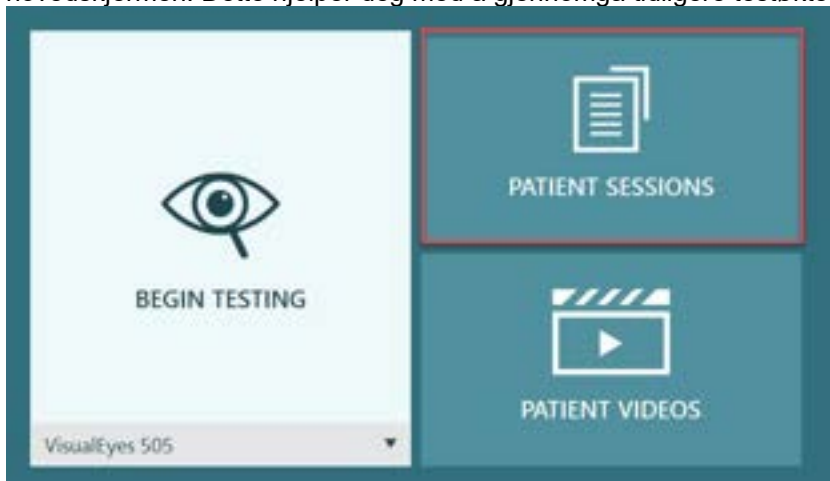 PATIENT SESSIONS
BEGIN TESTING
PATIENT VIDEOS
VisualEyes 505